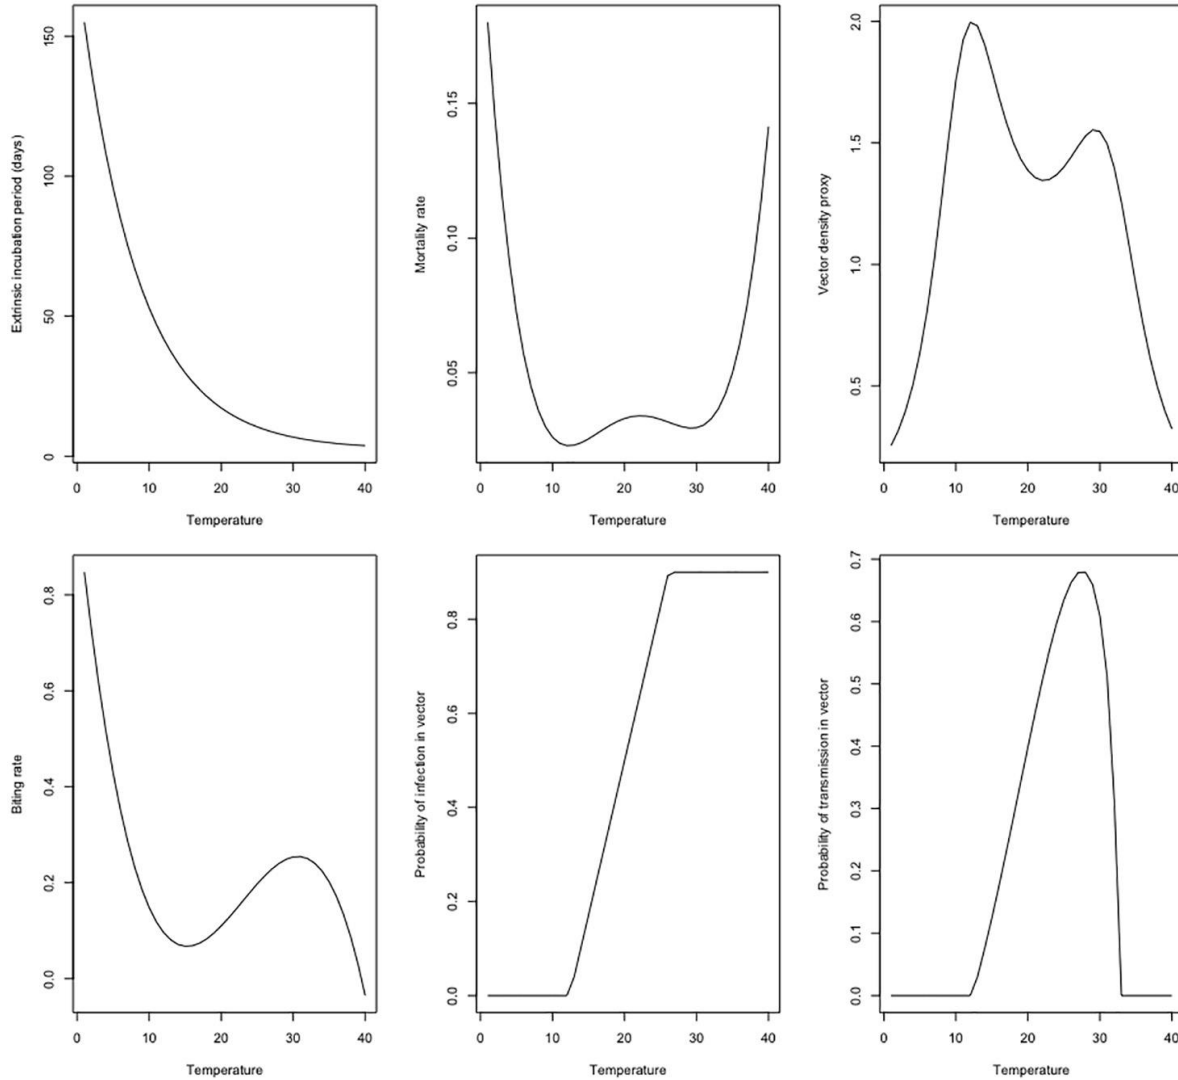 Extrinsic incubation period (days)
150
100
50
0
0 10 20 30 40
Temperature
Mortality rate
0.15
0.10
0.05
0 10 20 30 40
Temperature
Vector density proxy
2.0
1.5
1.0
0.5
0 10 20 30 40
Temperature
Biting rate
0.8
0.6
0.4
0.2
0.0
0 10 20 30 40
Temperature
Probability of infection in vector
0.8
0.6
0.4
0.2
0.0
0 10 20 30 40
Temperature
Probability of transmission in vector
0.7
0.6
0.5
0.4
0.3
0.2
0.1
0.0
0 10 20 30 40
Temperature